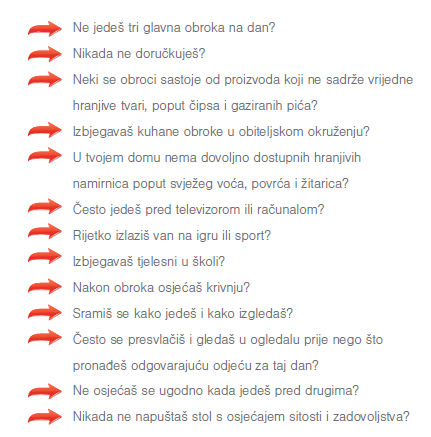 Ne jedeš tri glavna obroka na dan?
Nikada ne doručkuješ?
Neki se obroci sastoje od proizvoda koji ne sadrže vrijedne
hranjive tvari, poput čipsa i gaziranih pića?
Izbjegavaš kuhane obroke u obiteljskom okruženju?
U tvojem domu nema dovoljno dostupnih hranjivih
namirnica poput svježeg voća, povrća i žitarica?
Često jedeš pred televizorom ili računalom?
Rijetko izlaziš van na igru ili sport?
Izbjegavaš tjelesni u školi?
Nakon obroka osjećaš krivnju?
Sramiš se kako jedeš i kako izgledaš?
Često se presvlačiš i gledaš u ogledalu prije nego što
pronađeš odgovarajuću odjeću za taj dan?
Ne osjećaš se ugodno kada jedeš pred drugima?
Nikada ne napuštaš stol s osjećajem sitosti i zadovoljstva?